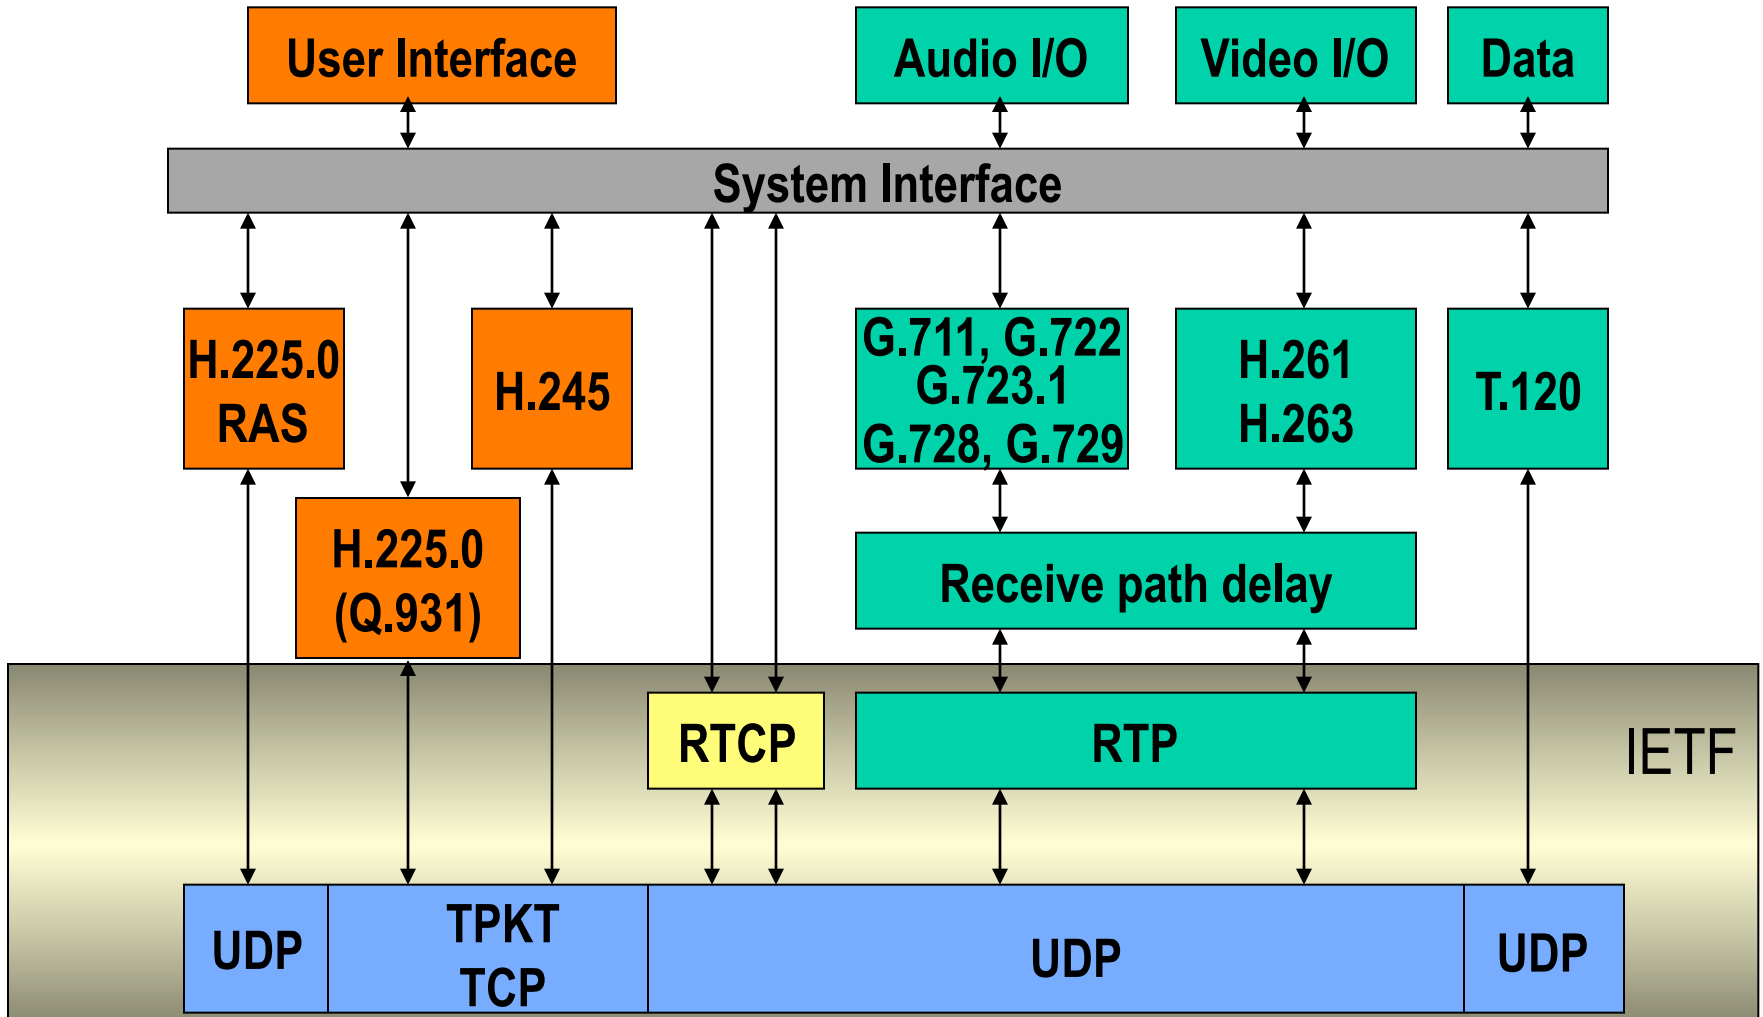 User Interface
Audio I/O
Video I/O
Data
System Interface
H.225.0
RAS
H.245
G.711, G.722
G.723.1
G.728, G.729
H.261
H.263
T.120
H.225.0
(Q.931)
Receive path delay
RTCP
RTP
IETF
UDP
TPKT
TCP
UDP
UDP